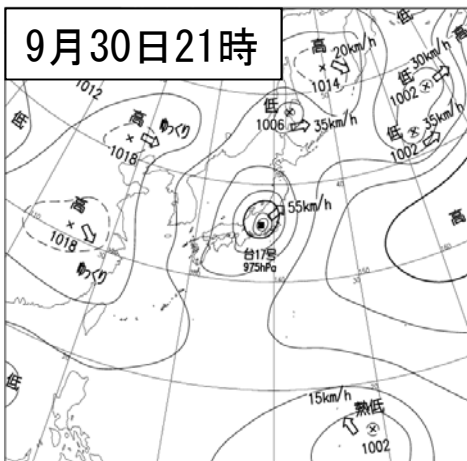 9月30日21時
高
20km/h
1014
低
30km/h
1002
低
35km/h
1002
低
1006
35km/h
1012
低
高
ゆっくり
1018
高
1018
ゆっくり
55km/h
台17号
975hPa
高
低
15km/h
熱低
1002